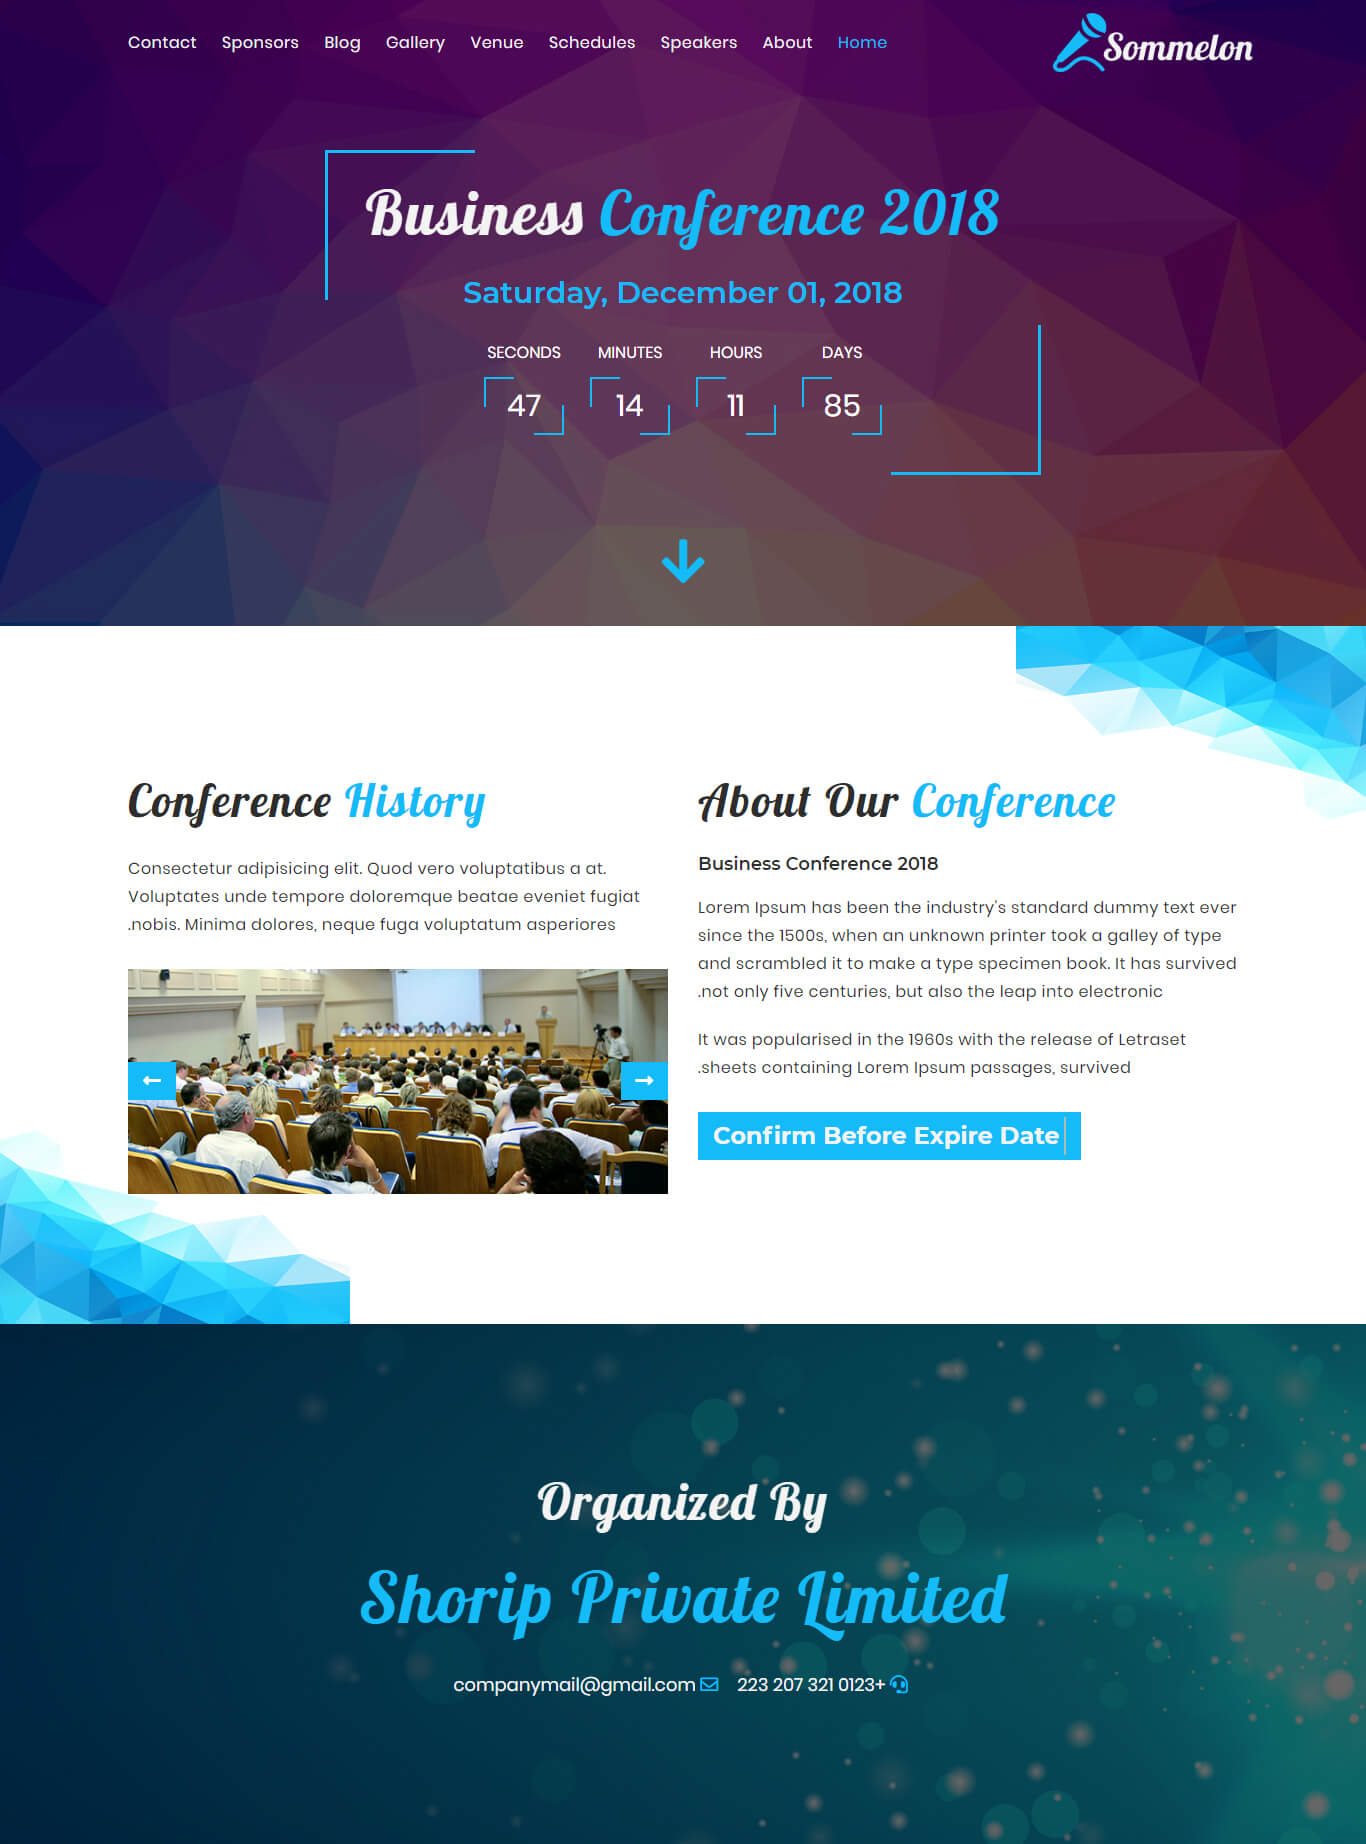 Contact Sponsors Blog Gallery Venue Schedules Speakers About Home
Sommelon
Business Conference 2018
Saturday, December 01, 2018
SECONDS MINUTES HOURS DAYS
47 14 11 85
Conference History
Consectetur adipisicing elit. Quod vero voluptatibus a at.
Voluptates unde tempore doloremque beatae eveniet fugiat
.nobis. Minima dolores, neque fuga voluptatum asperiores
About Our Conference
Business Conference 2018
Lorem Ipsum has been the industry's standard dummy text ever
since the 1500s, when an unknown printer took a galley of type
and scrambled it to make a type specimen book. It has survived
.not only five centuries, but also the leap into electronic
It was popularised in the 1960s with the release of Letraset
.sheets containing Lorem Ipsum passages, survived
Confirm Before Expire Date
Organized By
Shorip Private Limited
companymail@gmail.com 223 207 321 0123+